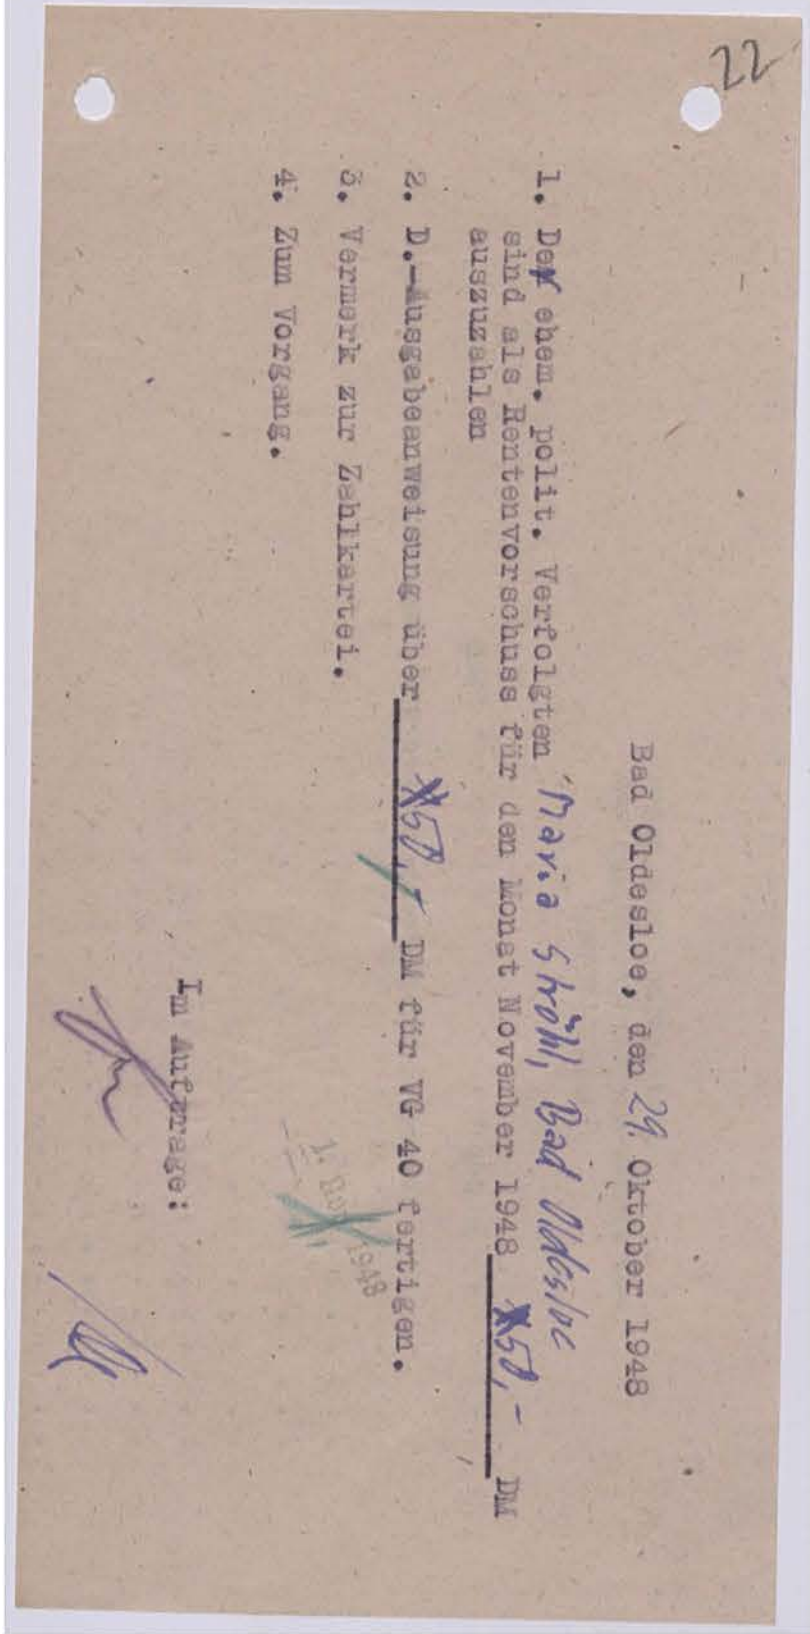 22
Bad Oldesloe, den 29. Oktober 1948
1. Der ehem. polit. Verfolgten Maria Ströhl, Bad Oldesloe
sind als Rentenvorschuss für den Monat November 1948 50,- DM
auszuzahlen
2. D.-Ausgabeanweisung über 50,- DM für VG 40 fertigen.
3. Vermerk zur Zahlkartei.
4. Zum Vorgang.
1. Nov. 1948
Im Auftrage: